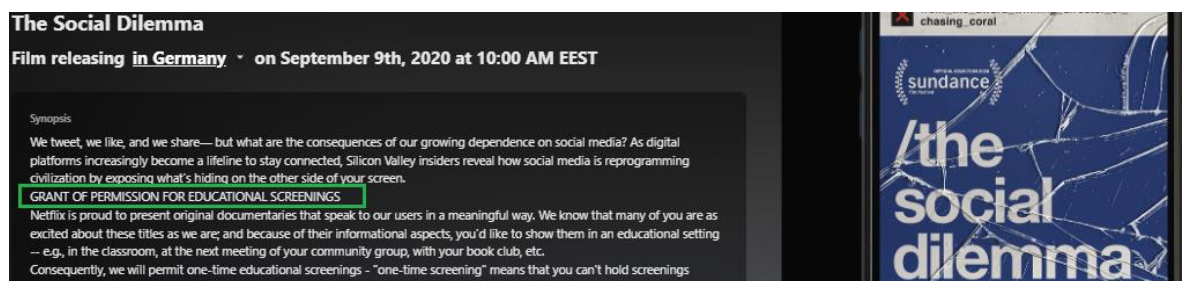 The Social Dilemma
Film releasing in Germany on September 9th, 2020 at 10:00 AM EEST
Synopsis
We tweet, we like, and we share— but what are the consequences of our growing dependence on social media? As digital
platforms increasingly become a lifeline to stay connected, Silicon Valley insiders reveal how social media is reprogramming
civilization by exposing what's hiding on the other side of your screen.
GRANT OF PERMISSION FOR EDUCATIONAL SCREENINGS
Netflix is proud to present original documentaries that speak to our users in a meaningful way. We know that many of you are as
excited about these titles as we are; and because of their informational aspects, you'd like to show them in an educational setting
-- e.g., in the classroom, at the next meeting of your community group, with your book club, etc.
Consequently, we will permit one-time educational screenings - "one-time screening" means that you can't hold screenings
chasing_coral
sundance
/the
social
dilemma